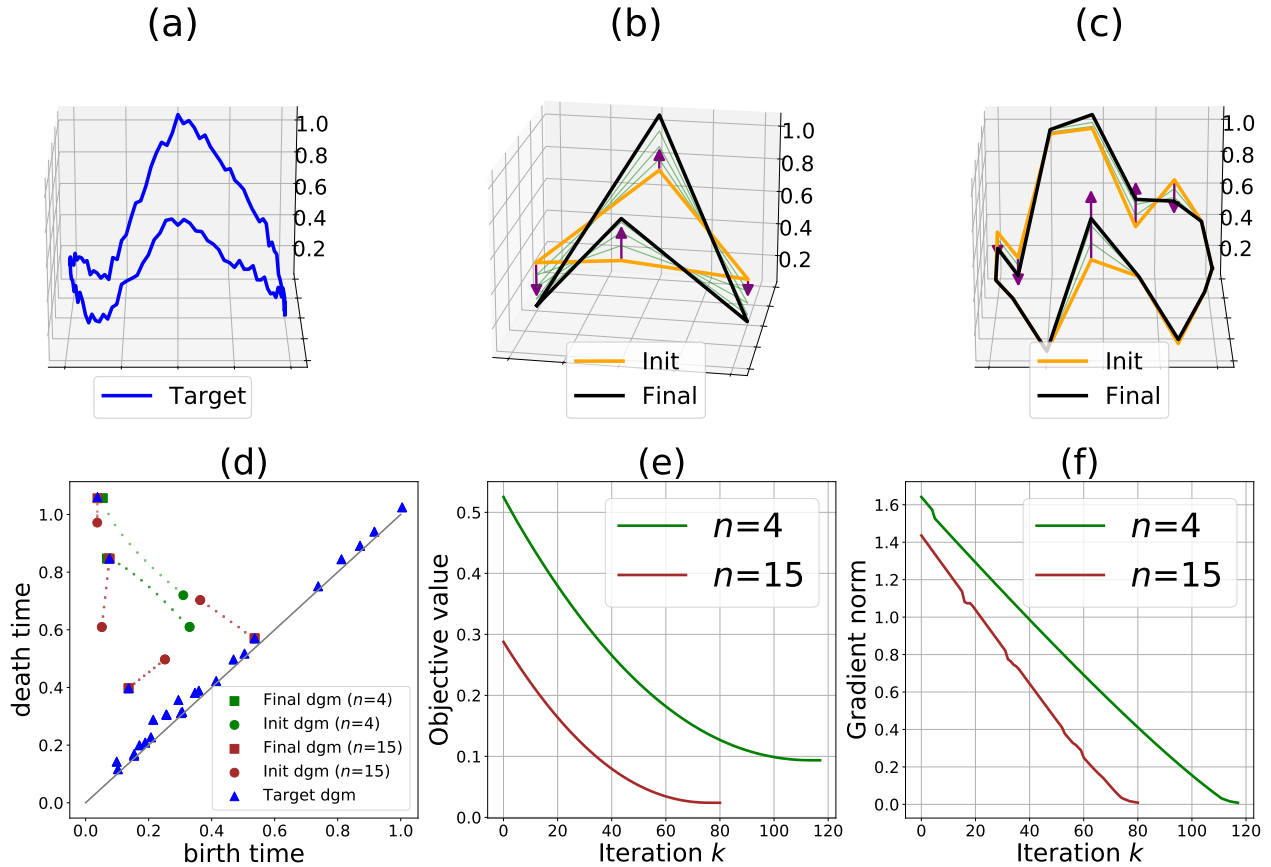 (a)
1.0
0.8
0.6
0.4
0.2
Target
(b)
1.0
0.8
0.6
0.4
0.2
Init
Final
(c)
1.0
0.8
0.6
0.4
0.2
Init
Final
(d)
death time
1.0
0.8
0.6
0.4
0.2
0.0
Final dgm (n=4)
Init dgm (n=4)
Final dgm (n=15)
Init dgm (n=15)
Target dgm
0.0 0.2 0.4 0.6 0.8 1.0
birth time
(e)
Objective value
0.5
0.4
0.3
0.2
0.1
0.0
n=4
n=15
0 20 40 60 80 100 120
Iteration k
(f)
Gradient norm
1.6
1.4
1.2
1.0
0.8
0.6
0.4
0.2
0.0
n=4
n=15
0 20 40 60 80 100 120
Iteration k